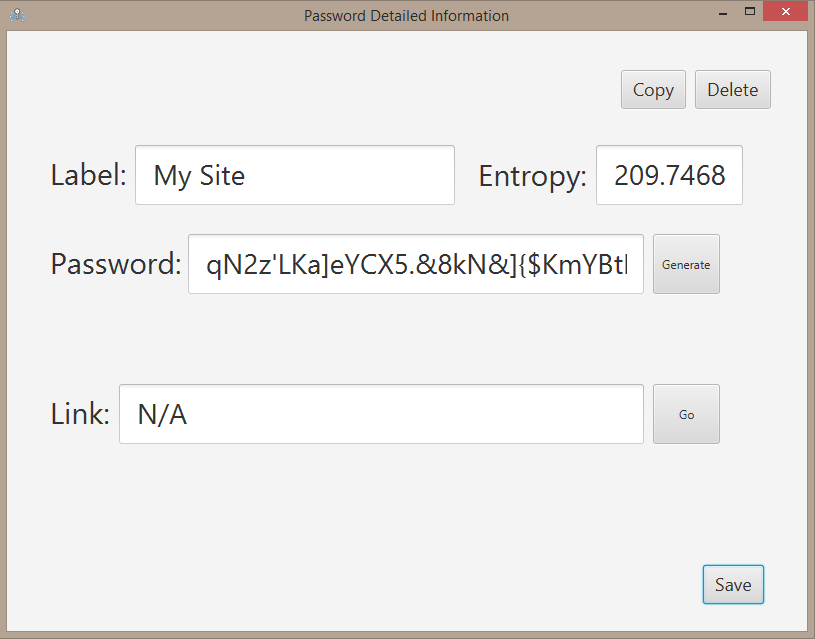 Password Detailed Information
Copy Delete
Label: My Site Entropy: 209.7468
Password: qN2z'LKa]eYCX5.&8kN&]{$KmYBt Generate
Link: N/A Go
Save